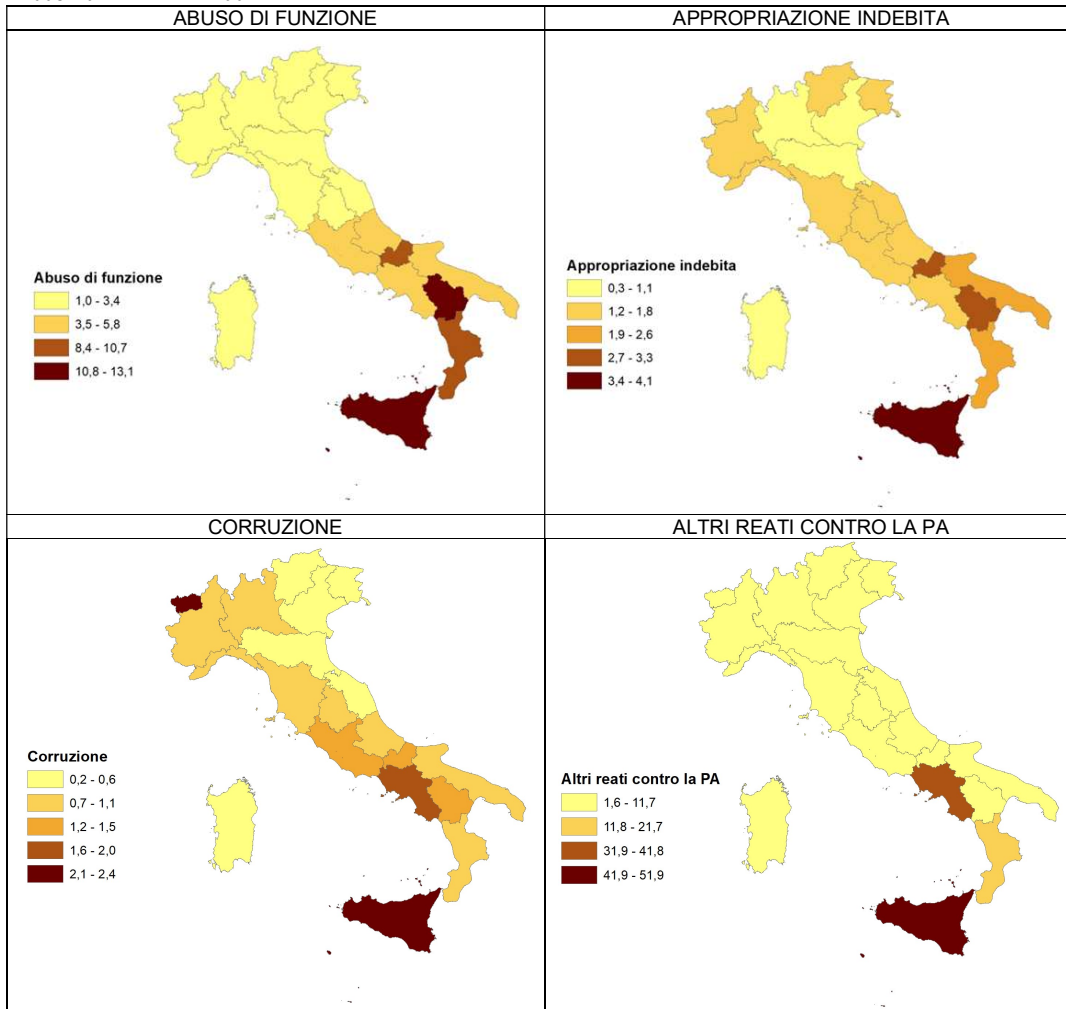 ABUSO DI FUNZIONE
APPROPRIAZIONE INDEBITA
Abuso di funzione
1,0 - 3,4
3,5 - 5,8
8,4 - 10,7
10,8 - 13,1
Appropriazione indebita
0,3 - 1,1
1,2 - 1,8
1,9 - 2,6
2,7 - 3,3
3,4 - 4,1
CORRUZIONE
ALTRI REATI CONTRO LA PA
Corruzione
0,2 - 0,6
0,7 - 1,1
1,2 - 1,5
1,6 - 2,0
2,1 - 2,4
Altri reati contro la PA
1,6 - 11,7
11,8 - 21,7
31,9 - 41,8
41,9 - 51,9